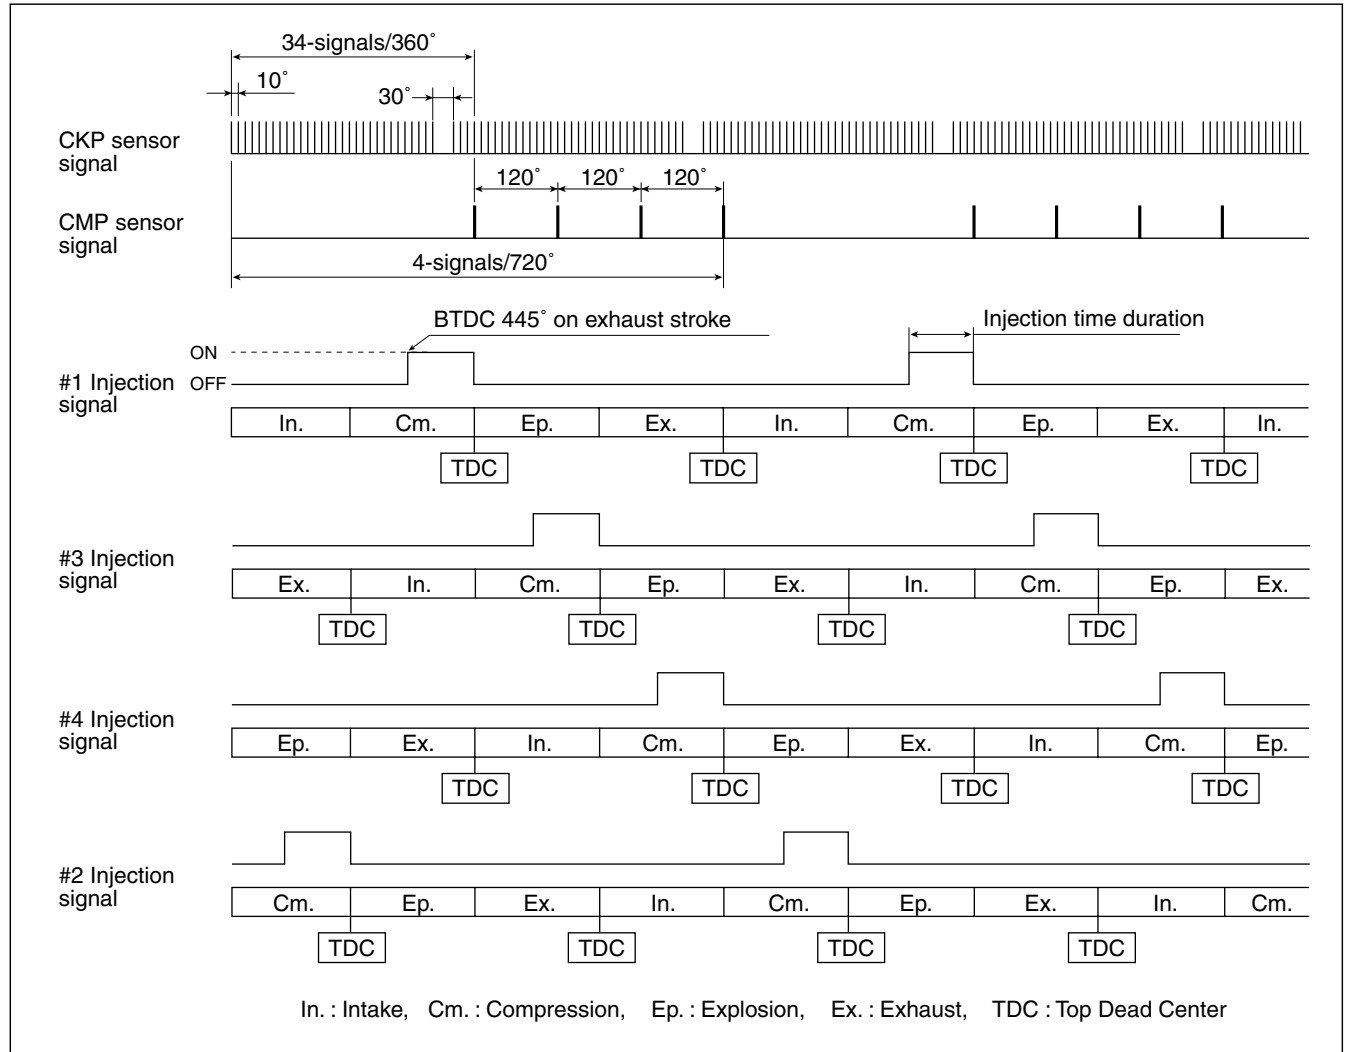 34-signals/360˚
10˚
30˚
CKP sensor
signal
120˚ 120˚ 120˚
CMP sensor
signal
4-signals/720˚
BTDC 445˚ on exhaust stroke
Injection time duration
ON
#1 Injection OFF
signal
In. Cm. Ep. Ex. In. Cm. Ep. Ex. In.
TDC TDC TDC TDC
#3 Injection
signal
Ex. In. Cm. Ep. Ex. In. Cm. Ep. Ex.
TDC TDC TDC TDC
#4 Injection
signal
Ep. Ex. In. Cm. Ep. Ex. In. Cm. Ep.
TDC TDC TDC TDC
#2 Injection
signal
Cm. Ep. Ex. In. Cm. Ep. Ex. In. Cm.
TDC TDC TDC TDC
In. : Intake, Cm. : Compression, Ep. : Explosion, Ex. : Exhaust, TDC : Top Dead Center